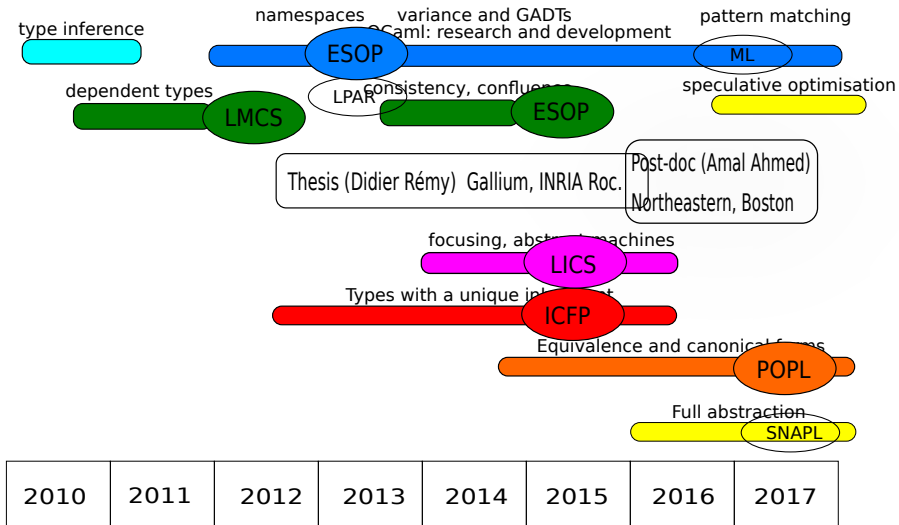 namespaces
variance and GADTs
pattern matching
type inference
OCaml: research and development
ESOP
ML
dependent types
LPAR
consistency, confluence
speculative optimisation
LMCS
ESOP
Thesis (Didier Rémy) Gallium, INRIA Roc.
Post-doc (Amal Ahmed)
Northeastern, Boston
focusing, abstract machines
LICS
Types with a unique inhabitant
ICFP
Equivalence and canonical forms
POPL
Full abstraction
SNAPL
2010 2011 2012 2013 2014 2015 2016 2017